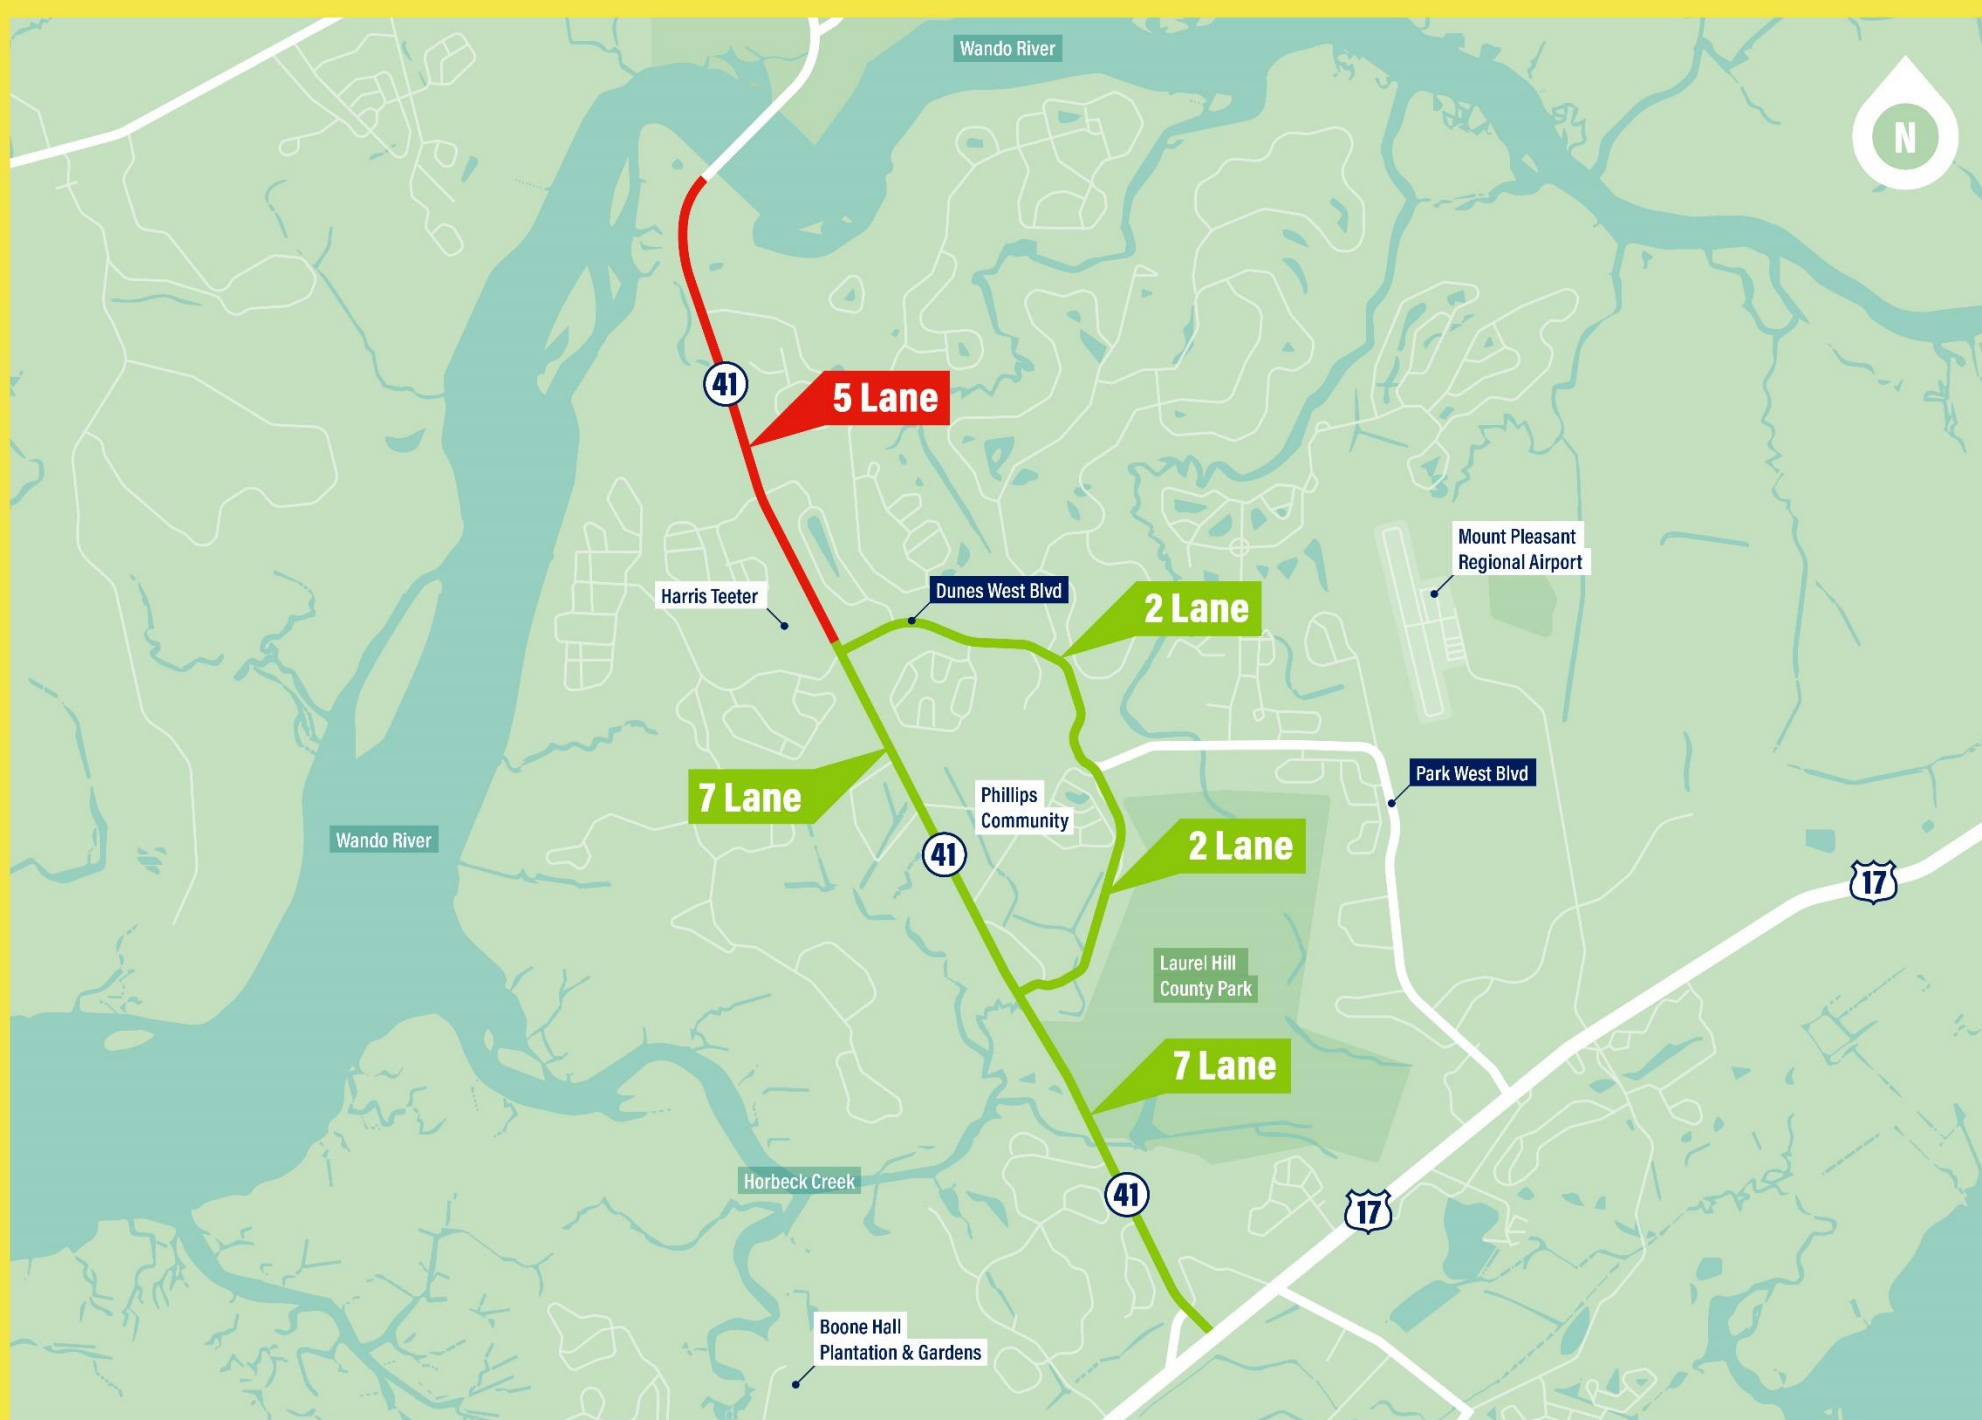 Wando River
N
41
5 Lane
Mount Pleasant
Regional Airport
Harris Teeter
Dunes West Blvd
2 Lane
Park West Blvd
7 Lane
Phillips
Community
Wando River
41
2 Lane
17
Laurel Hill
County Park
7 Lane
Horbeck Creek
41
17
Boone Hall
Plantation & Gardens